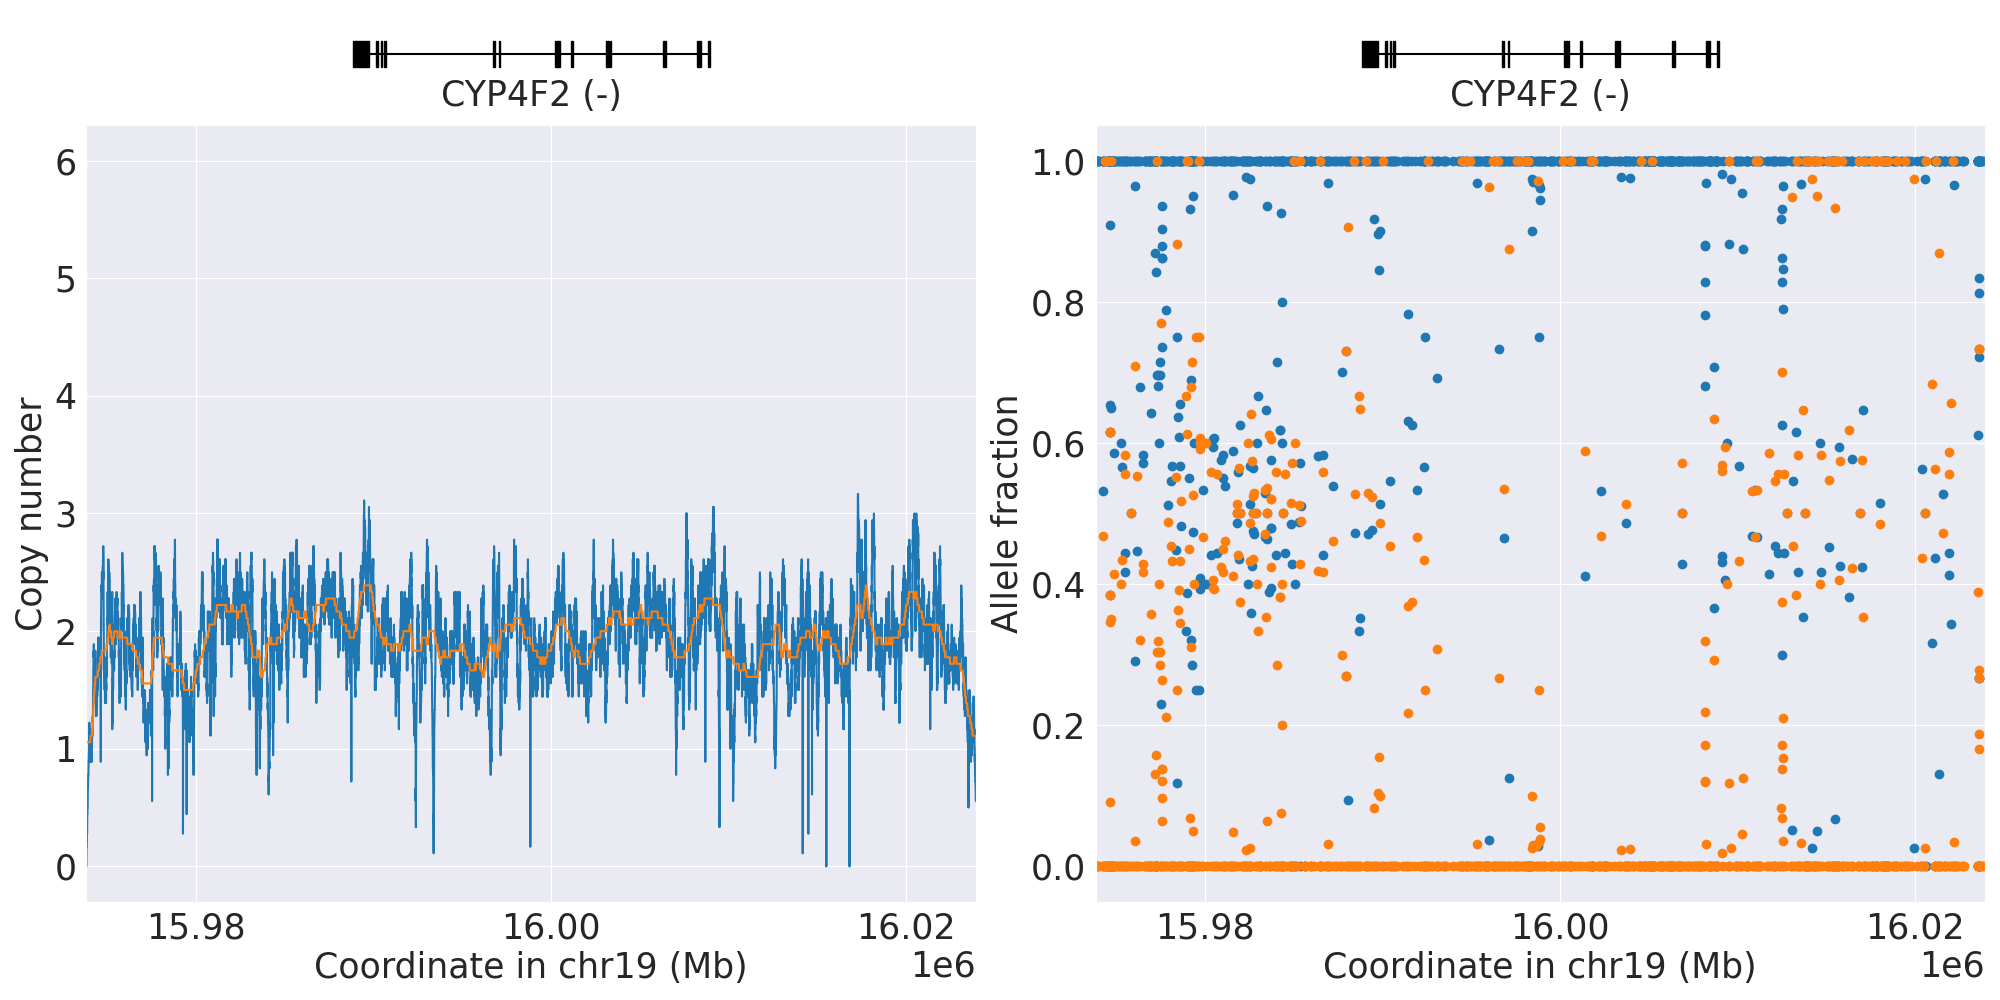 CYP4F2 (-)
Copy number
6
5
4
3
2
1
0
15.98
16.00
16.02
Coordinate in chr19 (Mb)
1e6
CYP4F2 (-)
Allele fraction
1.0
0.8
0.6
0.4
0.2
0.0
15.98
16.00
16.02
Coordinate in chr19 (Mb)
1e6